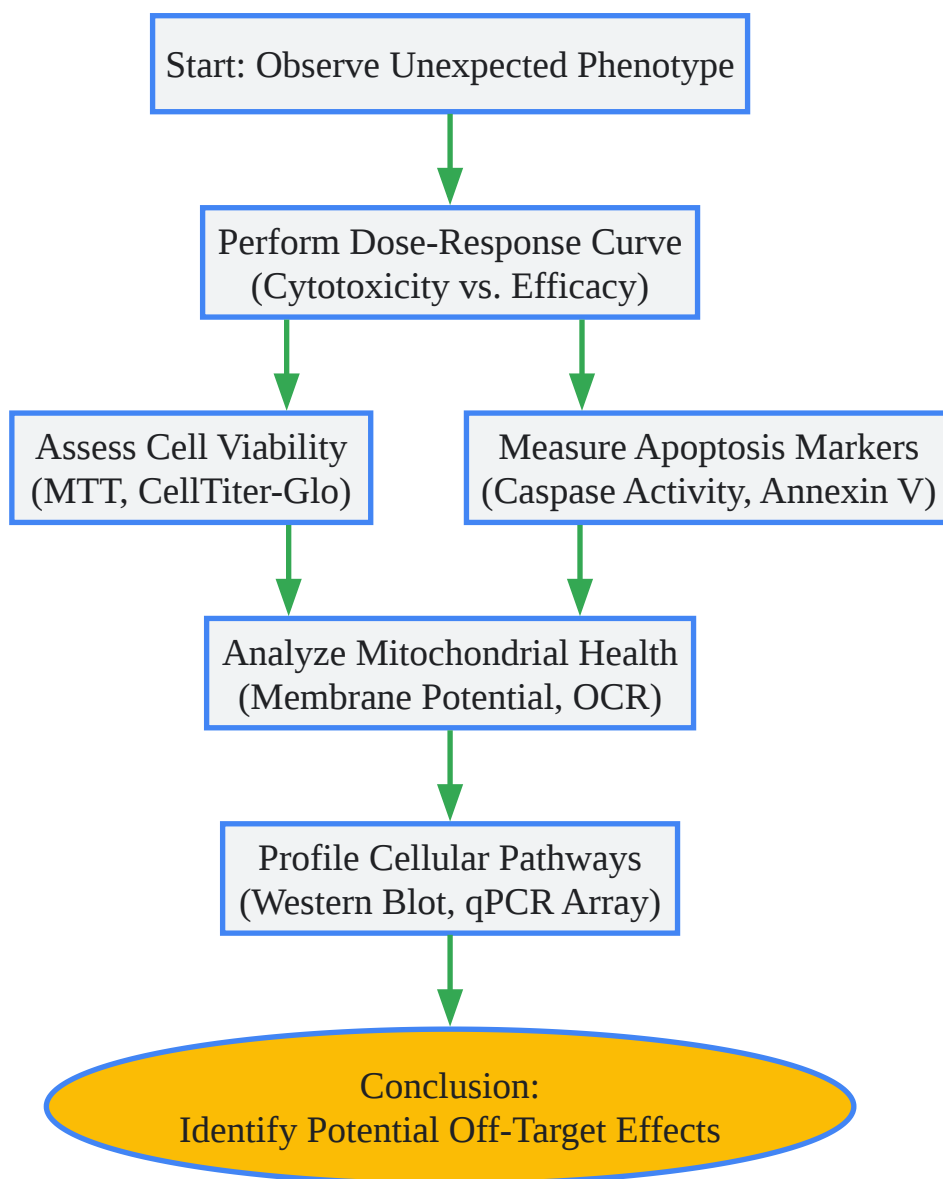 Start: Observe Unexpected Phenotype
Perform Dose-Response Curve
(Cytotoxicity vs. Efficacy)
Assess Cell Viability
(MTT, CellTiter-Glo)
Measure Apoptosis Markers
(Caspase Activity, Annexin V)
Analyze Mitochondrial Health
(Membrane Potential, OCR)
Profile Cellular Pathways
(Western Blot, qPCR Array)
Conclusion:
Identify Potential Off-Target Effects